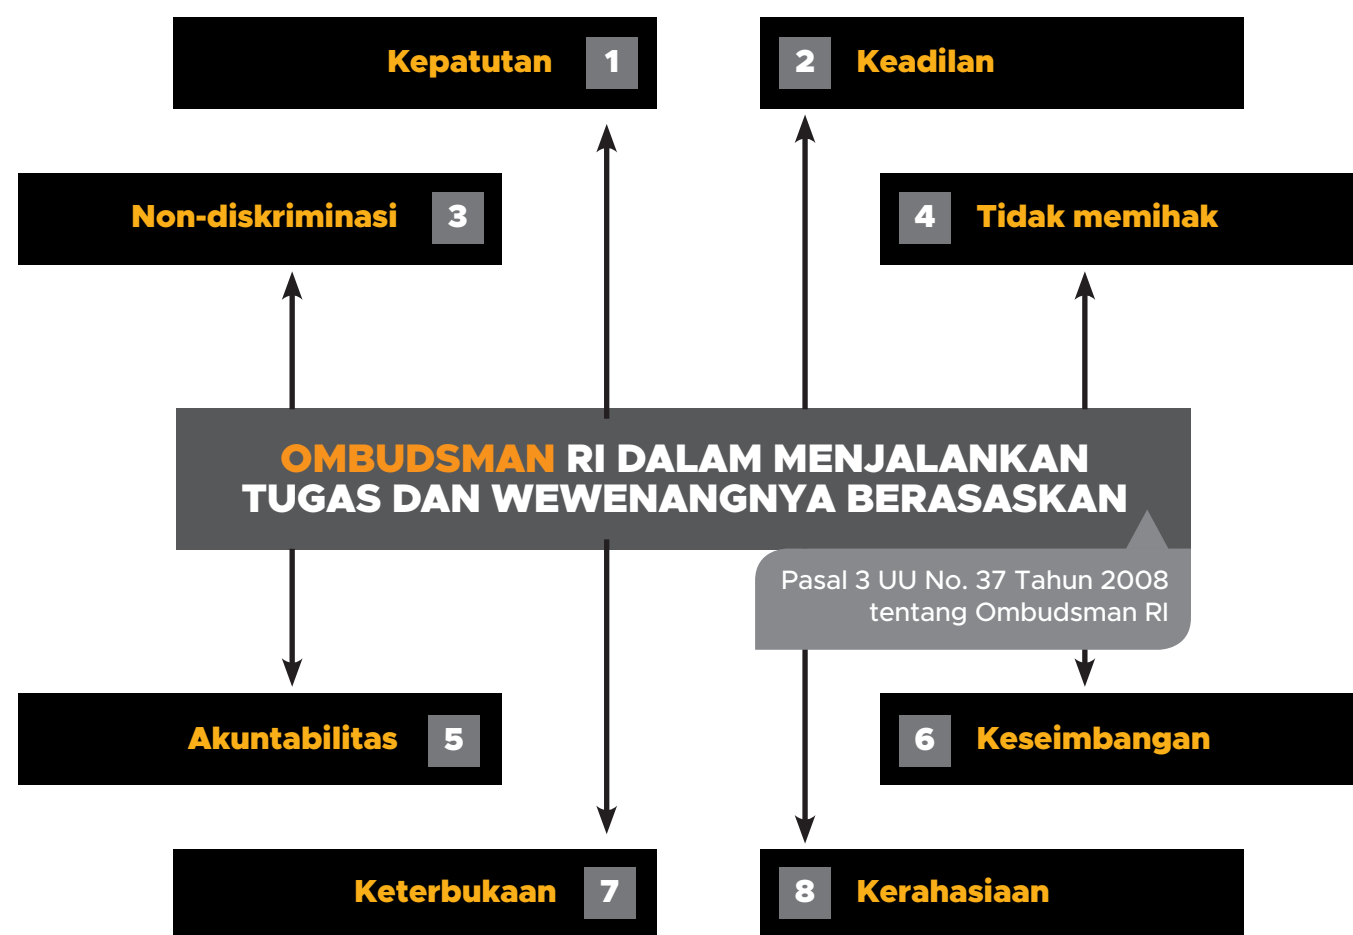 Kepatutan 1
2 Keadilan
Non-diskriminasi 3
4 Tidak memihak
OMBUDSMAN RI DALAM MENJALANKAN
TUGAS DAN WEWENANGNYA BERASASKAN
Pasal 3 UU No. 37 Tahun 2008
tentang Ombudsman RI
Akuntabilitas 5
6 Keseimbangan
Keterbukaan 7
8 Kerahasiaan